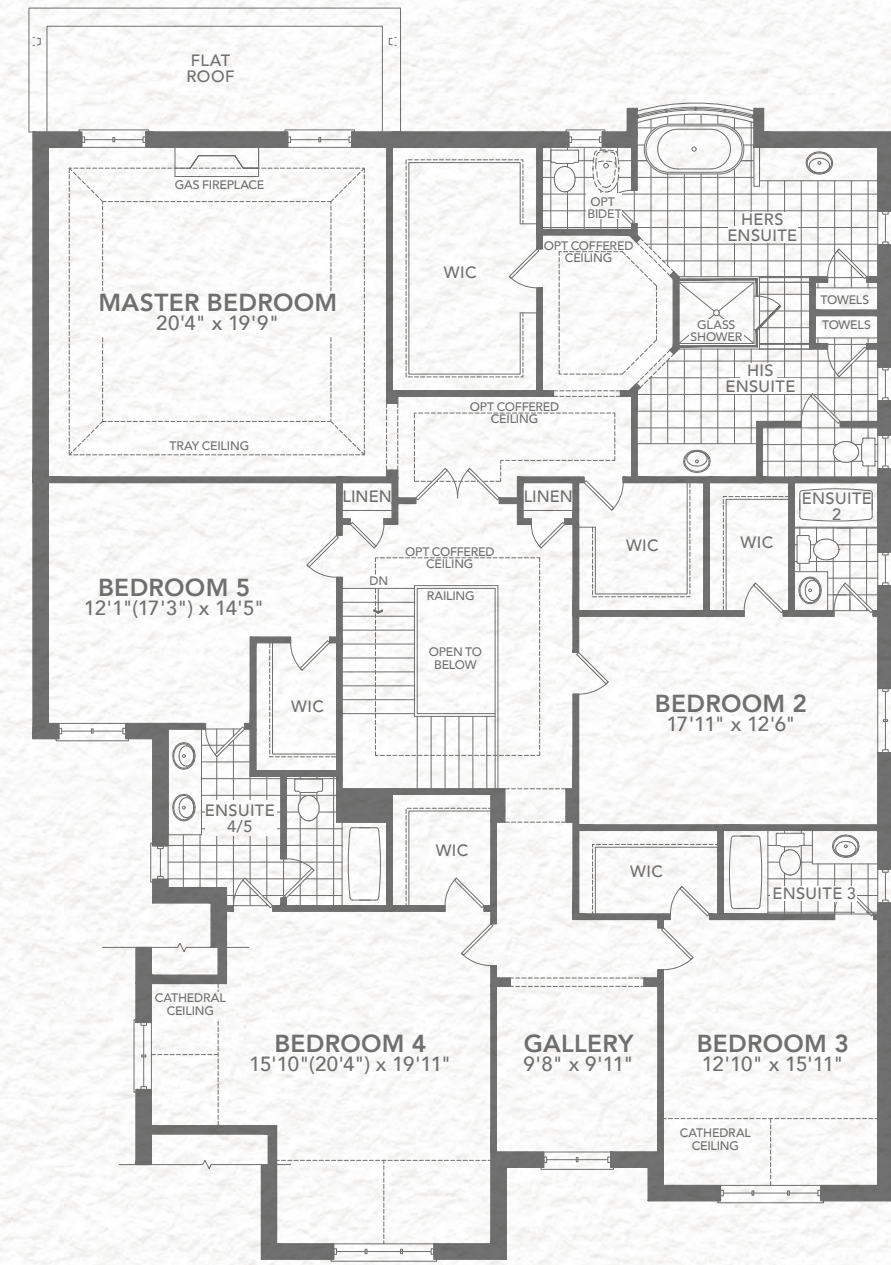 FLAT
ROOF
GAS FIREPLACE
MASTER BEDROOM
20'4" x 19'9"
TRAY CEILING
WIC
OPT
BIDET
OPT COFFERED
CEILING
HERS
ENSUITE
TOWELS
TOWELS
GLASS
SHOWER
HIS
ENSUITE
OPT COFFERED
CEILING
LINEN
LINEN
WIC
WIC
ENSUITE
2
BEDROOM 5
12'1"(17'3") x 14'5"
OPT COFFERED
CEILING
DN
RAILING
OPEN TO
BELOW
WIC
BEDROOM 2
17'11" x 12'6"
ENSUITE
4/5
WIC
WIC
ENSUITE 3
CATHEDRAL
CEILING
BEDROOM 4
15'10"(20'4") x 19'11"
GALLERY
9'8" x 9'11"
BEDROOM 3
12'10" x 15'11"
CATHEDRAL
CEILING